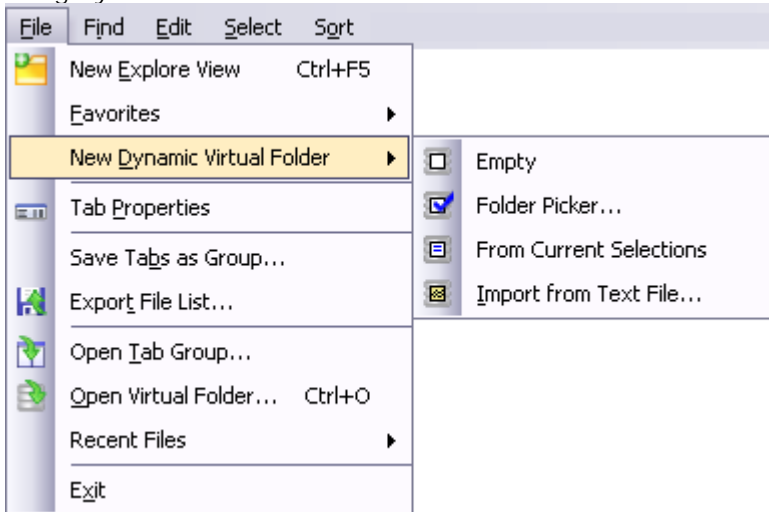 File Find Edit Select Sort
New Explore View Ctrl+F5
Favorites
New Dynamic Virtual Folder
Empty
Tab Properties
Folder Picker...
Save Tabs as Group...
From Current Selections
Export File List...
Import from Text File...
Open Tab Group...
Open Virtual Folder... Ctrl+O
Recent Files
Exit